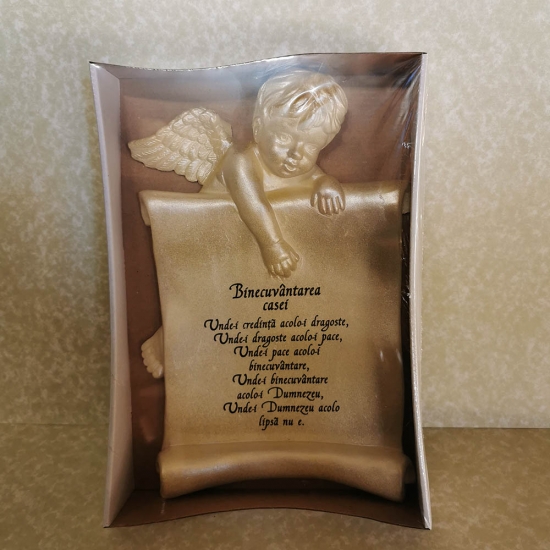 Binecuvântarea
casei
Unde-i credință acolo-i dragoste,
Unde-i dragoste acolo-i pace,
Unde-i pace acolo-i
binecuvântare,
Unde-i binecuvântare
acolo-i Dumnezeu,
Unde-i Dumnezeu acolo
lipsă nu e.